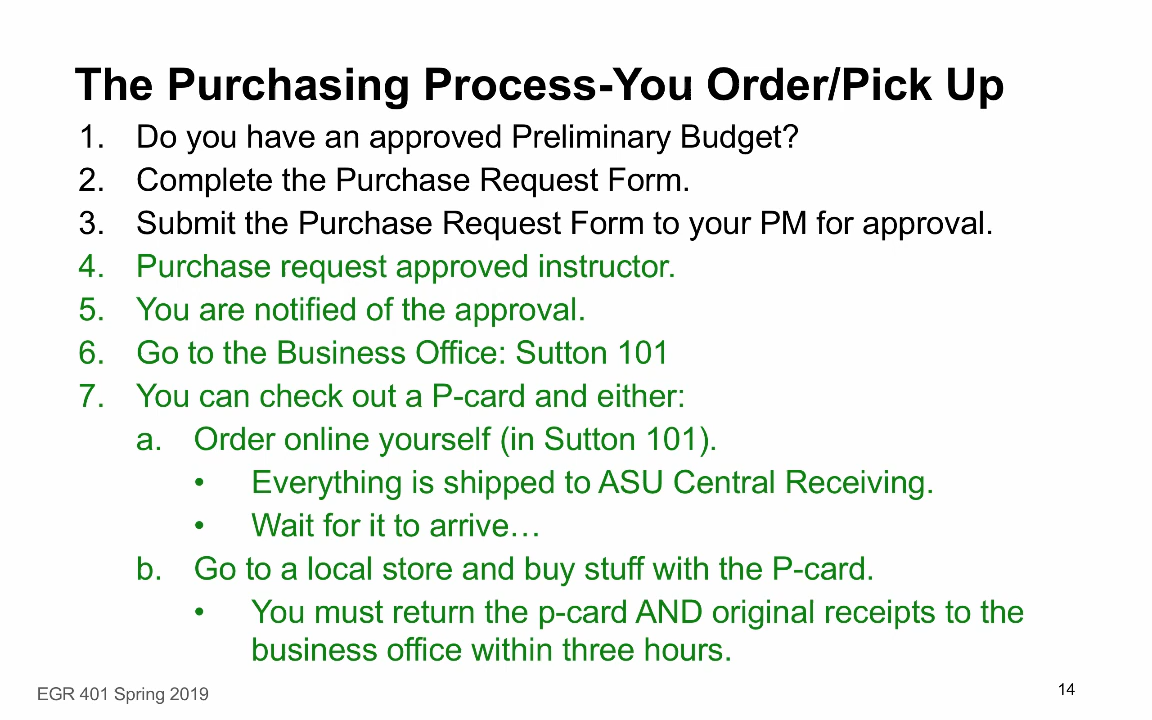 The Purchasing Process-You Order/Pick Up
1. Do you have an approved Preliminary Budget?
2. Complete the Purchase Request Form.
3. Submit the Purchase Request Form to your PM for approval.
4. Purchase request approved instructor.
5. You are notified of the approval.
6. Go to the Business Office: Sutton 101
7. You can check out a P-card and either:
a. Order online yourself (in Sutton 101).
• Everything is shipped to ASU Central Receiving.
• Wait for it to arrive…
b. Go to a local store and buy stuff with the P-card.
• You must return the p-card AND original receipts to the
business office within three hours.
EGR 401 Spring 2019
14